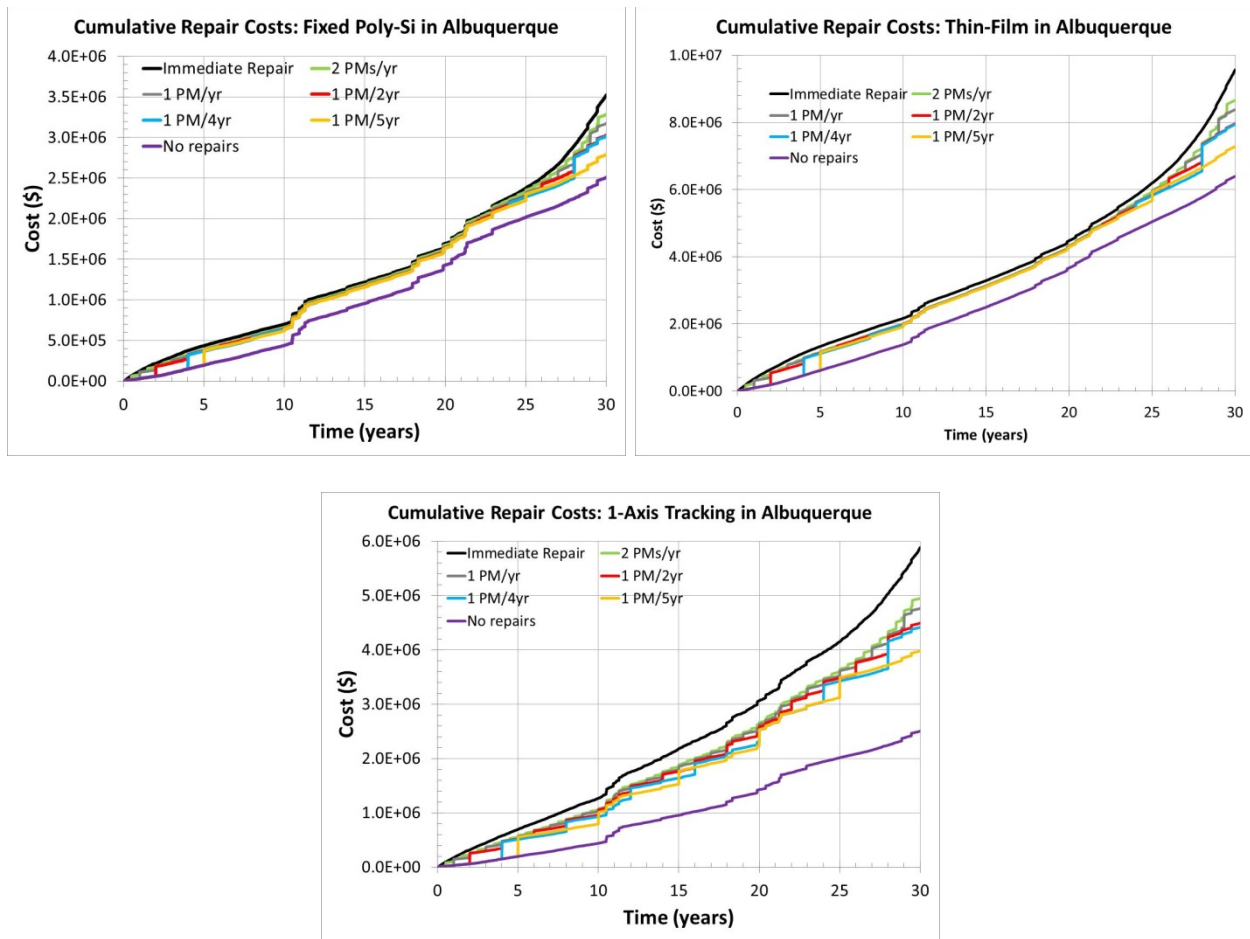 Cumulative Repair Costs: Fixed Poly-Si in Albuquerque
4.0E+06
3.5E+06
3.0E+06
2.5E+06
2.0E+06
1.5E+06
1.0E+06
5.0E+05
0.0E+00
Cost ($)
Immediate Repair 2 PMs/yr
1 PM/yr 1 PM/2yr
1 PM/4yr 1 PM/5yr
No repairs
0 5 10 15 20 25 30
Time (years)
Cumulative Repair Costs: Thin-Film in Albuquerque
1.0E+07
8.0E+06
6.0E+06
4.0E+06
2.0E+06
0.0E+00
Cost ($)
Immediate Repair 2 PMs/yr
1 PM/yr 1 PM/2yr
1 PM/4yr 1 PM/5yr
No repairs
0 5 10 15 20 25 30
Time (years)
Cumulative Repair Costs: 1-Axis Tracking in Albuquerque
6.0E+06
5.0E+06
4.0E+06
3.0E+06
2.0E+06
1.0E+06
0.0E+00
Cost ($)
Immediate Repair 2 PMs/yr
1 PM/yr 1 PM/2yr
1 PM/4yr 1 PM/5yr
No repairs
0 5 10 15 20 25 30
Time (years)